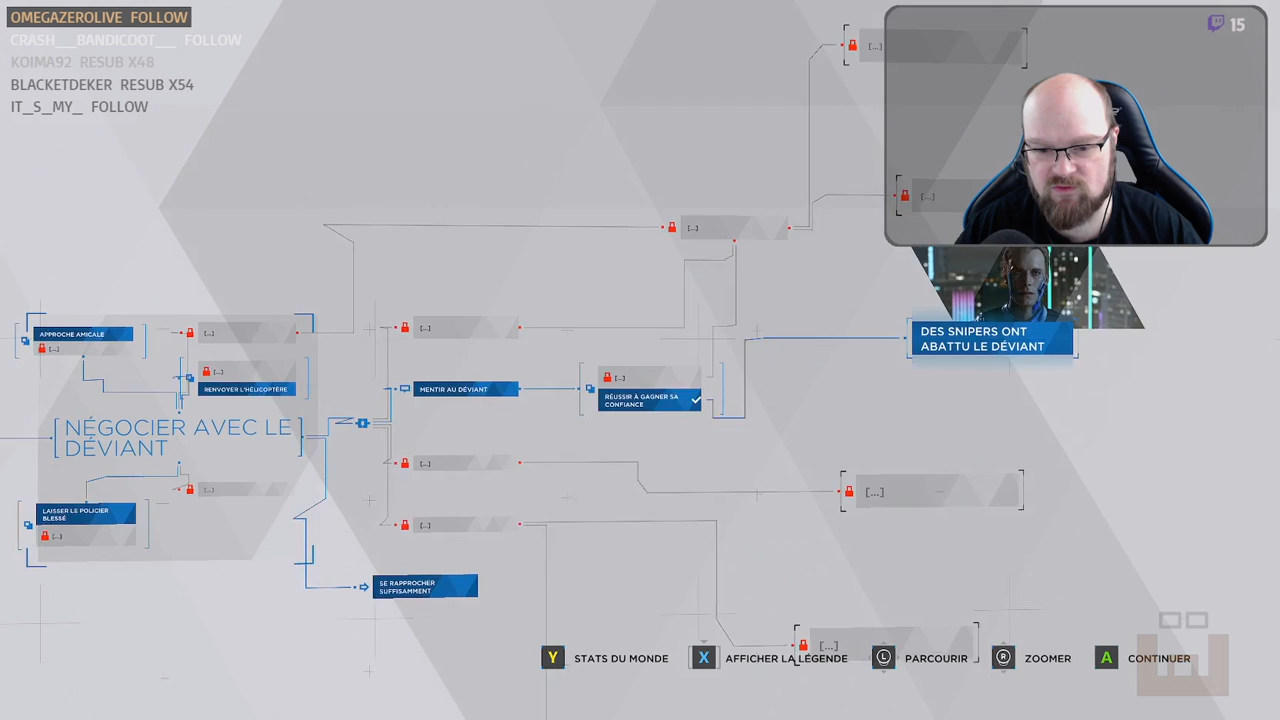 OMEGAZEROLIVE FOLLOW
CRASH__BANDICOOT__ FOLLOW
KOIMA92 RESUB X48
BLACKETDEKER RESUB X54
IT_S_MY_ FOLLOW
15
[...]
[...]
[...]
APPROCHE AMICALE
[...]
[...]
[...]
RENVOYER L'HÉLICOPTÈRE
[...]
MENTIR AU DÉVIANT
[...]
RÉUSSIR À GAGNER SA
CONFIANCE
DES SNIPERS ONT
ABATTU LE DÉVIANT
NÉGOCIER AVEC LE
DÉVIANT
[...]
[...]
[...]
LAISSER LE POLICIER
BLESSÉ
[...]
[...]
SE RAPPROCHER
SUFFISAMMENT
[...]
Y STATS DU MONDE
X AFFICHER LA LÉGENDE
L PARCOURIR
R ZOOMER
A CONTINUER